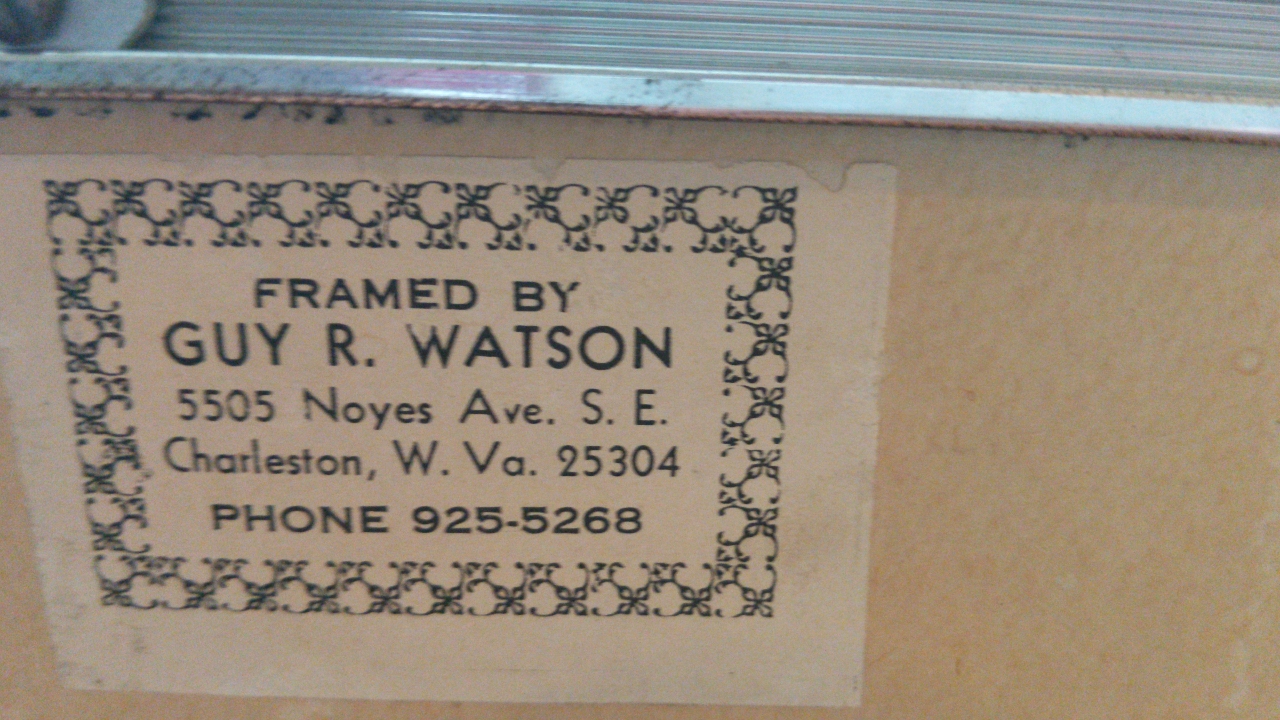 FRAMED BY
GUY R. WATSON
5505 Noyes Ave. S. E.
Charleston, W. Va. 25304
PHONE 925-5268